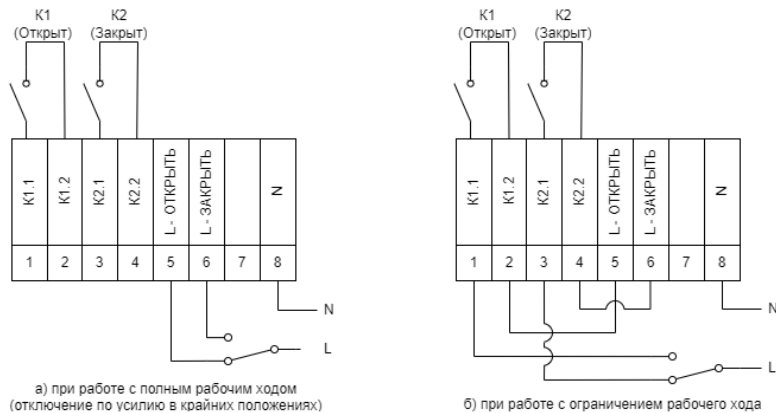 К1
(Открыт)
К2
(Закрыт)
К1.1
К1.2
К2.1
К2.2
L - ОТКРЫТЬ
L - ЗАКРЫТЬ
N
1 2 3 4 5 6 7 8
N
L
а) при работе с полным рабочим ходом
(отключение по усилию в крайних положениях)
К1
(Открыт)
К2
(Закрыт)
К1.1
К1.2
К2.1
К2.2
L - ОТКРЫТЬ
L - ЗАКРЫТЬ
N
1 2 3 4 5 6 7 8
N
L
б) при работе с ограничением рабочего хода